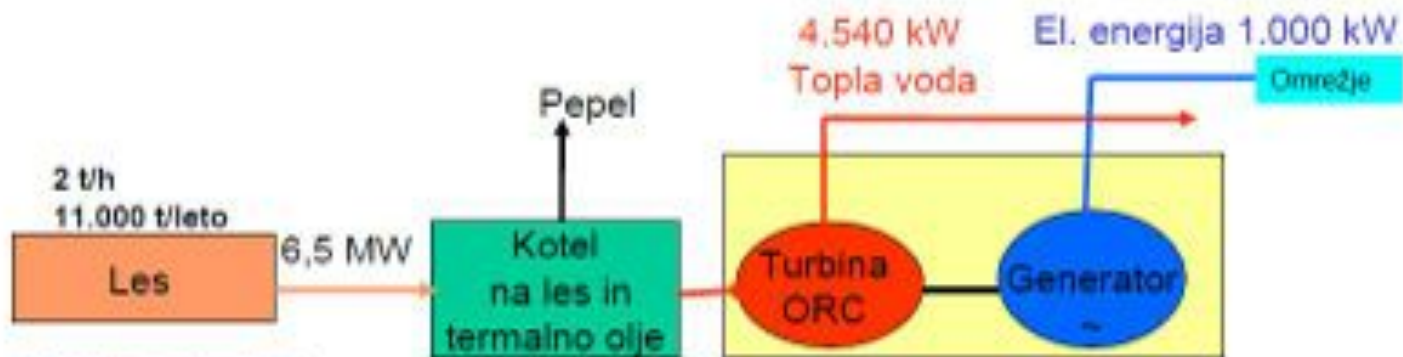 4.540 kW
Topla voda
El. energija 1.000 kW
Omrežje
Pepel
2 t/h
11.000 t/leto
6,5 MW
Les
Kotel
na les in
termalno olje
Turbina
ORC
Generator
~